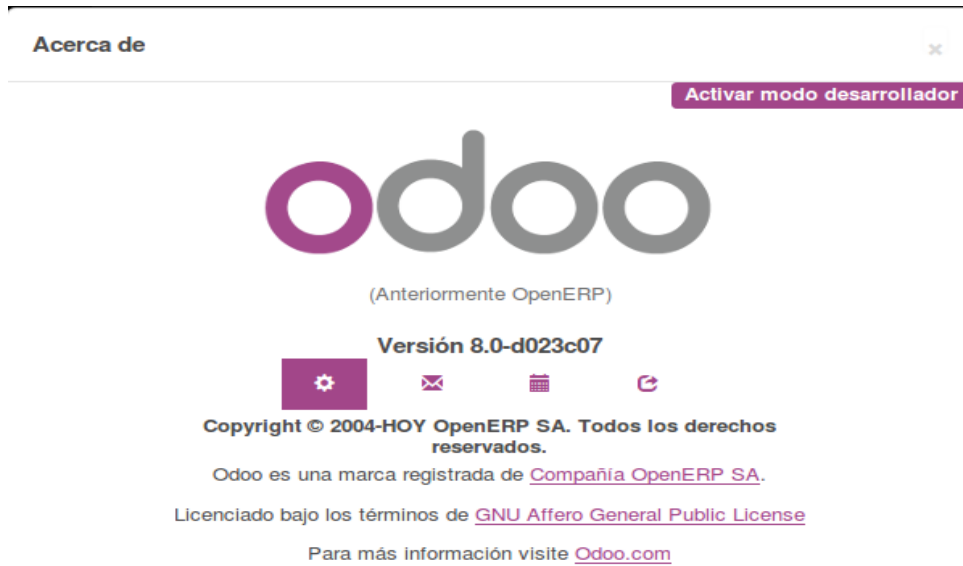 Acerca de
×
Activar modo desarrollador
odoo
(Anteriormente OpenERP)
Versión 8.0-d023c07
Copyright © 2004-HOY OpenERP SA. Todos los derechos
reservados.
Odoo es una marca registrada de Compañía OpenERP SA.
Licenciado bajo los términos de GNU Affero General Public License
Para más información visite Odoo.com